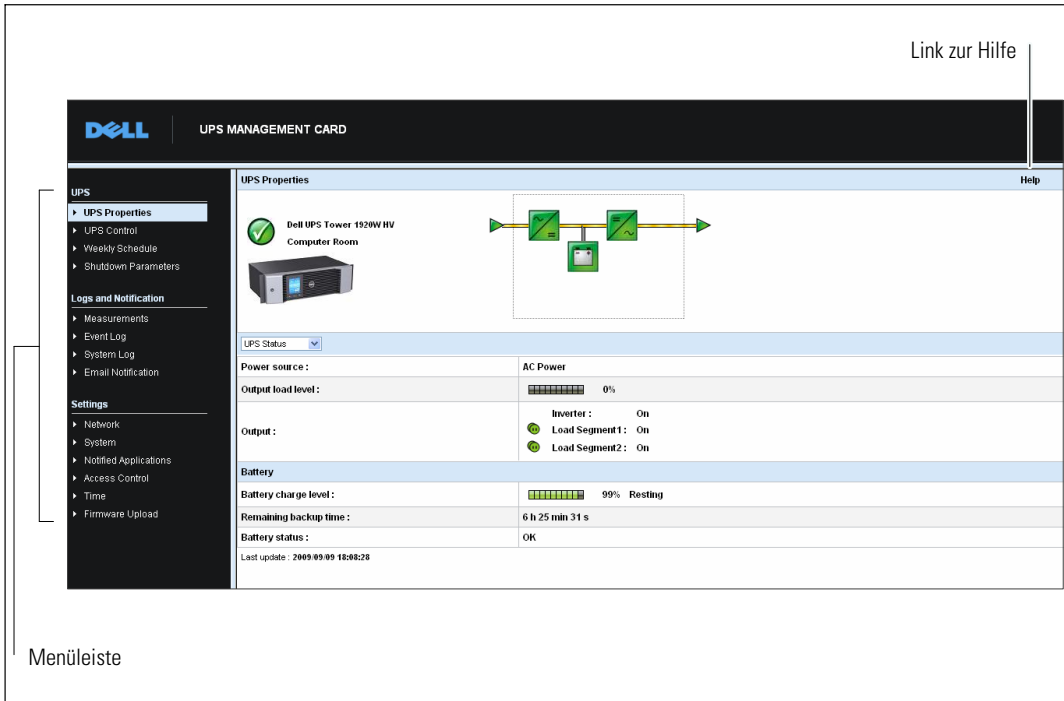 Link zur Hilfe
DELL
UPS MANAGEMENT CARD
UPS
UPS Properties
UPS Control
Weekly Schedule
Shutdown Parameters
Logs and Notification
Measurements
Event Log
System Log
Email Notification
Settings
Network
System
Notified Applications
Access Control
Time
Firmware Upload
UPS Properties Help
Dell UPS Tower 1920W HV
Computer Room
UPS Status
Power source : AC Power
Output load level : 0%
Output :
Inverter : On
Load Segment1 : On
Load Segment2 : On
Battery
Battery charge level : 99% Resting
Remaining backup time : 6 h 25 min 31 s
Battery status : OK
Last update : 2009/09/09 18:08:28
Menüleiste